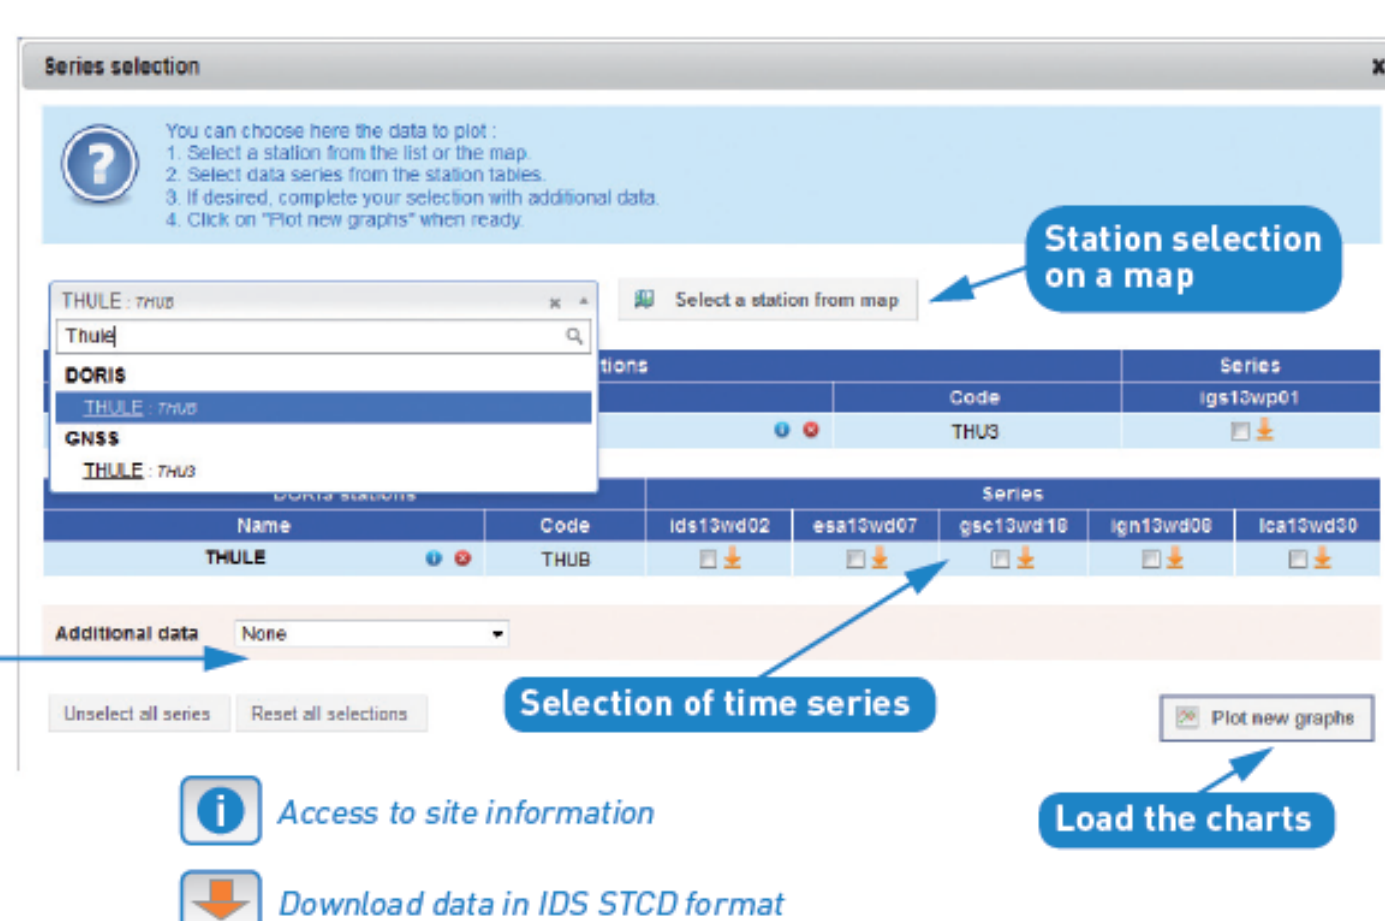 Series selection
x
You can choose here the data to plot :
1. Select a station from the list or the map.
2. Select data series from the station tables.
3. If desired, complete your selection with additional data.
4. Click on "Plot new graphs" when ready.
Station selection
on a map
THULE : THUB
Select a station from map
Thule
tions
Series
DORIS
THULE : THUB
Code
igs13wp01
GNSS
THU3
THULE : THU3
DORIS stations
Series
Name
Code
ids13wd02
esa13wd07
gsc13wd18
ign13wd08
lca13wd30
THULE
THUB
Additional data
None
Unselect all series
Reset all selections
Selection of time series
Plot new graphs
Access to site information
Load the charts
Download data in IDS STCD format